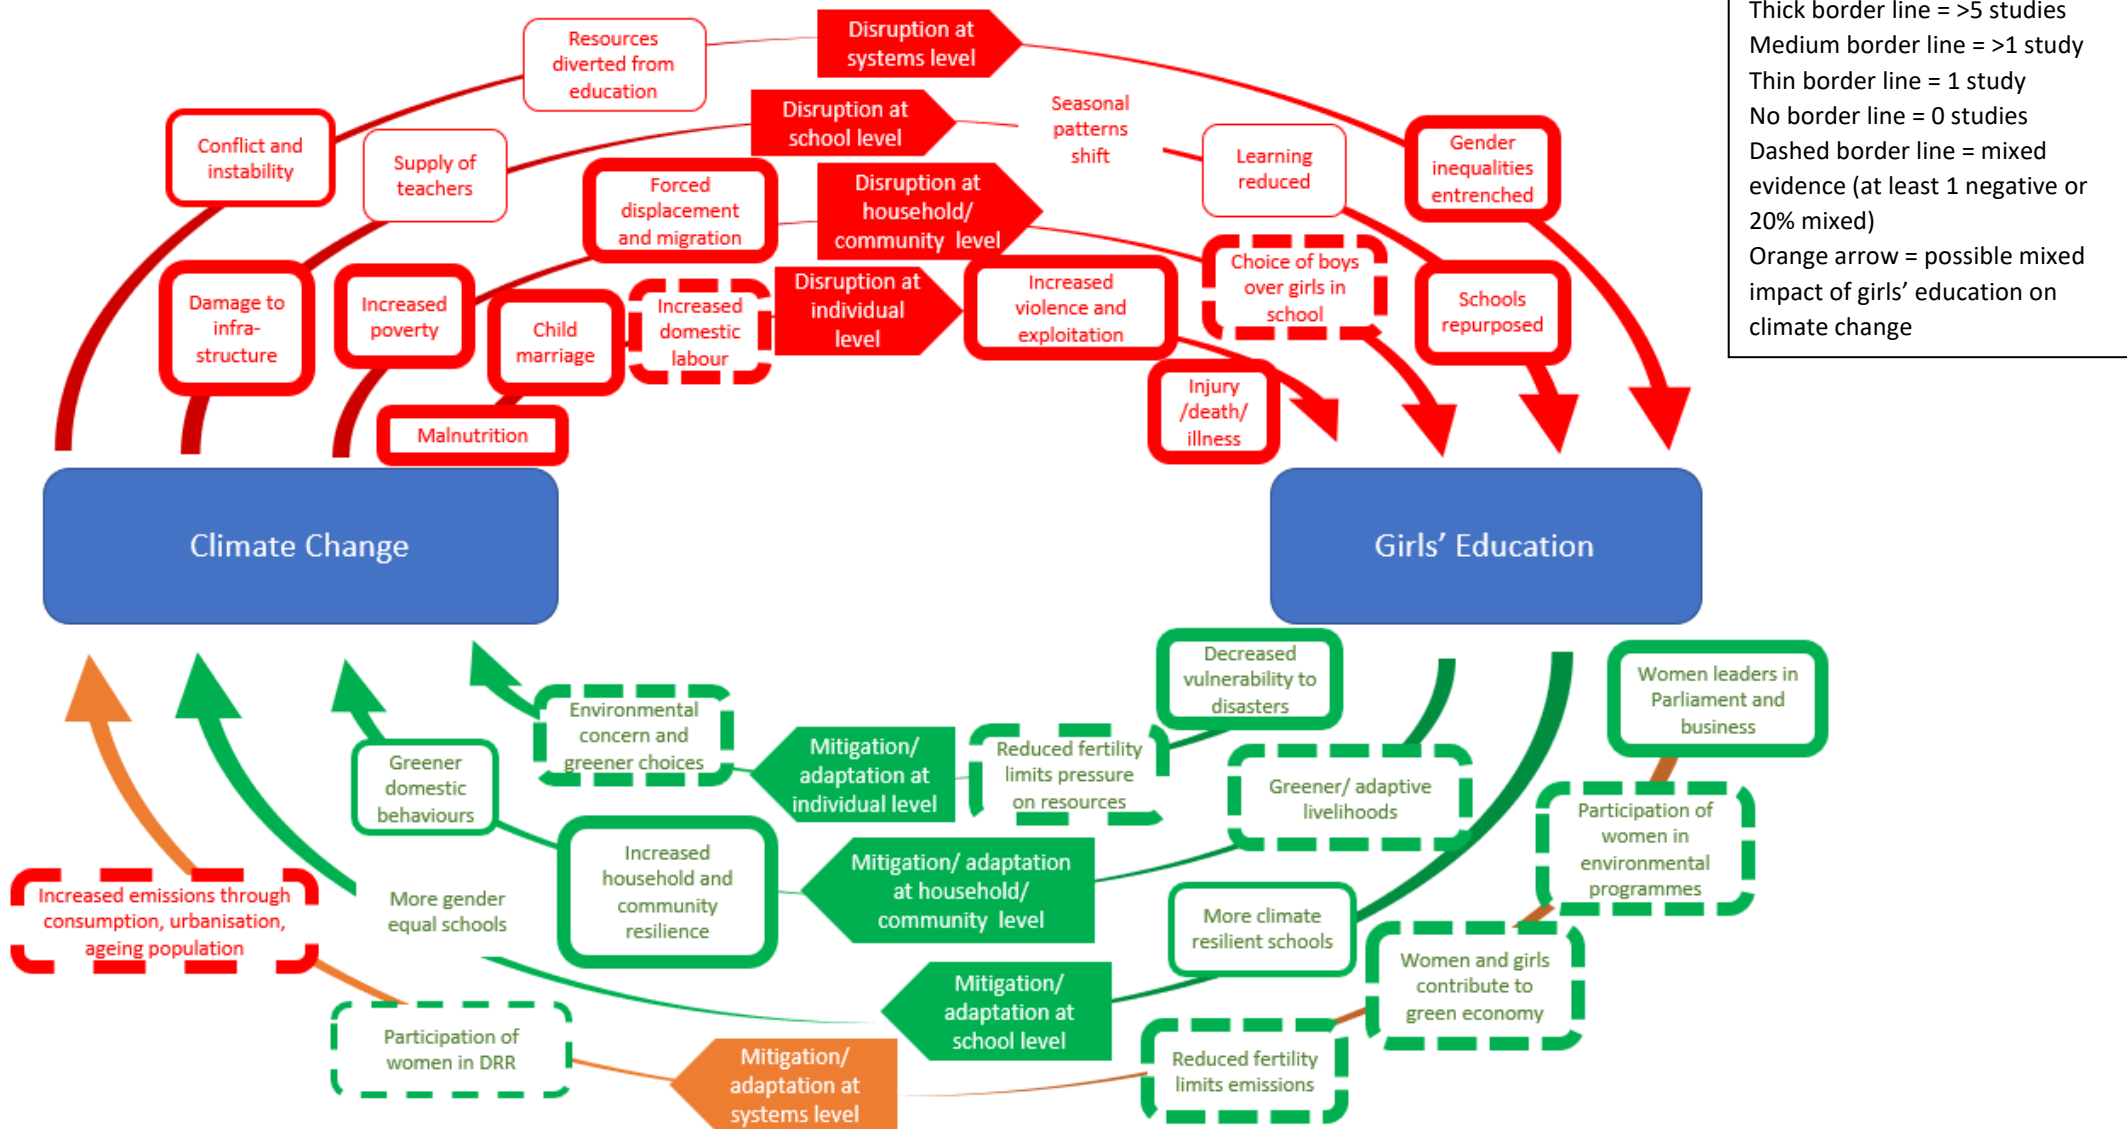 Thick border line = >5 studies
Medium border line = >1 study
Thin border line = 1 study
No border line = 0 studies
Dashed border line = mixed
evidence (at least 1 negative or
20% mixed)
Orange arrow = possible mixed
impact of girls’ education on
climate change
Resources
diverted from
education
Disruption at
systems level
Conflict and
instability
Supply of
teachers
Disruption at
school level
Seasonal
patterns
shift
Learning
reduced
Gender
inequalities
entrenched
Forced
displacement
and migration
Disruption at
household/
community level
Damage to
infra-
structure
Increased
poverty
Child
marriage
Increased
domestic
labour
Disruption at
individual
level
Increased
violence and
exploitation
Choice of boys
over girls in
school
Schools
repurposed
Malnutrition
Injury
/death/
illness
Climate Change
Girls’ Education
Decreased
vulnerability to
disasters
Women leaders in
Parliament and
business
Environmental
concern and
greener choices
Mitigation/
adaptation at
individual level
Reduced fertility
limits pressure
on resources
Greener/ adaptive
livelihoods
Greener
domestic
behaviours
Participation of
women in
environmental
programmes
Increased
household and
community
resilience
Mitigation/ adaptation
at household/
community level
Increased emissions through
consumption, urbanisation,
ageing population
More gender
equal schools
More climate
resilient schools
Women and girls
contribute to
green economy
Mitigation/
adaptation at
school level
Participation of
women in DRR
Mitigation/
adaptation at
systems level
Reduced fertility
limits emissions